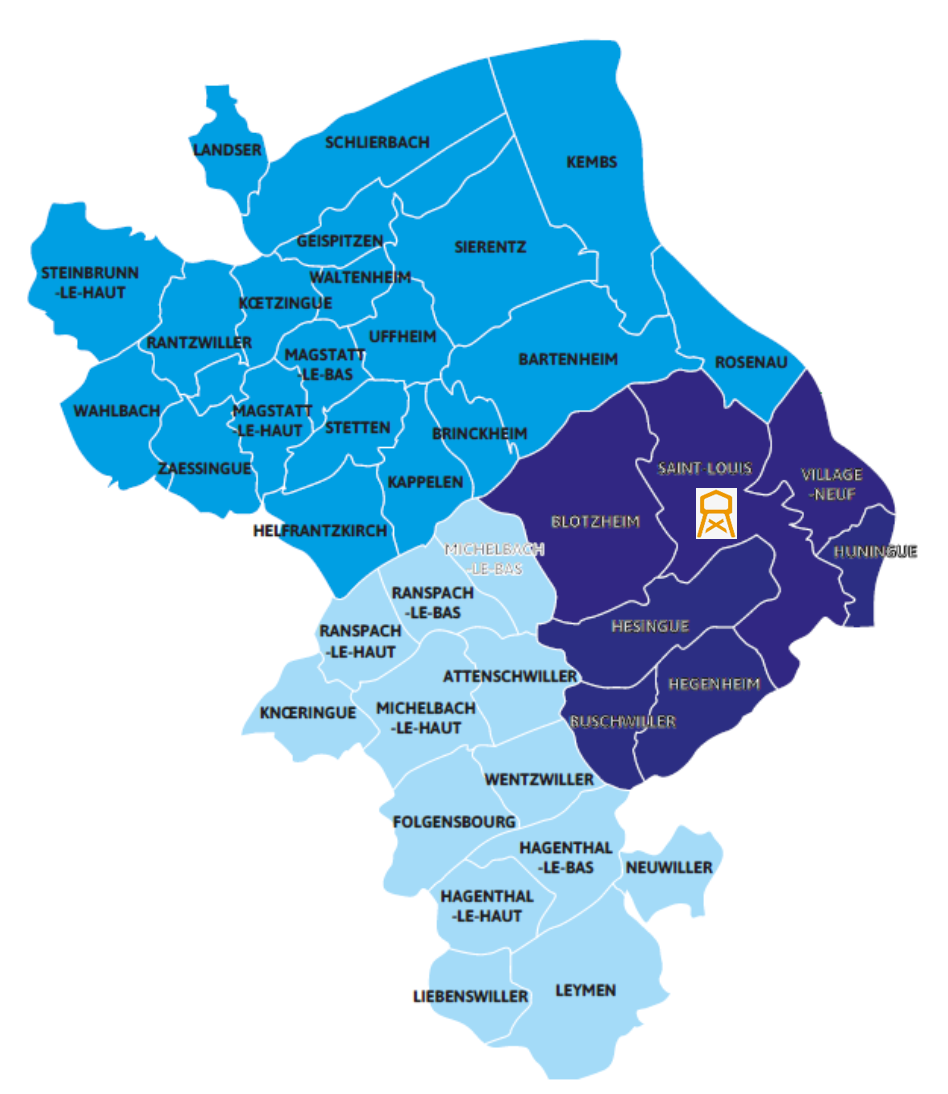 SCHLIERBACH
LANDSER
KEMBS
GEISPITZEN
SIERENTZ
STEINBRUNN
-LE-HAUT
WALTENHEIM
KŒTZINGUE
RANTZWILLER
UFFHEIM
MAGSTATT
-LE-BAS
BARTENHEIM
ROSENAU
WAHLBACH
MAGSTATT
-LE-HAUT
STETTEN
BRINCKHEIM
ZAESSINGUE
SAINT-LOUIS
VILLAGE
-NEUF
KAPPELEN
BLOTZHEIM
HELFRANTZKIRCH
MICHELBACH
-LE-BAS
HUNINGUE
RANSPACH
-LE-BAS
HESINGUE
RANSPACH
-LE-HAUT
ATTENSCHWILLER
HEGENHEIM
KNŒRINGUE
MICHELBACH
-LE-HAUT
BUSCHWILLER
WENTZWILLER
FOLGENSBOURG
HAGENTHAL
-LE-BAS
NEUWILLER
HAGENTHAL
-LE-HAUT
LIEBENSWILLER
LEYMEN